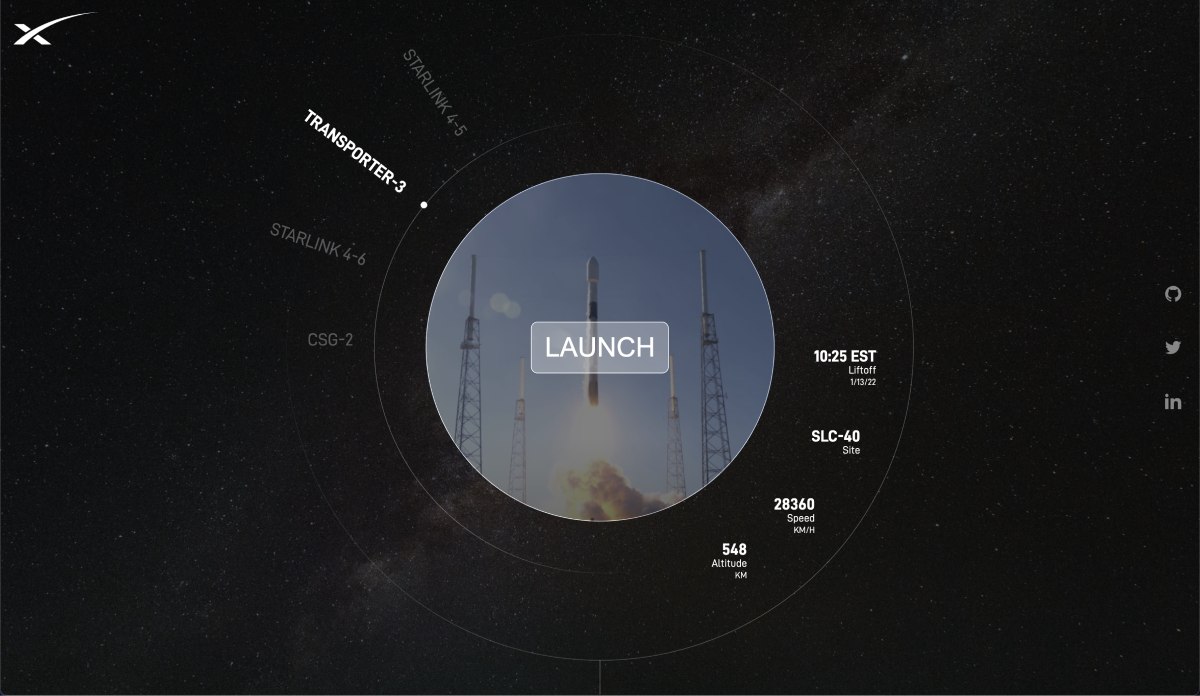 STARLINK 4-5
TRANSPORTER-3
STARLINK 4-6
CSG-2
LAUNCH
10:25 EST
Liftoff
1/13/22
SLC-40
Site
28360
Speed
KM/H
548
Altitude
KM